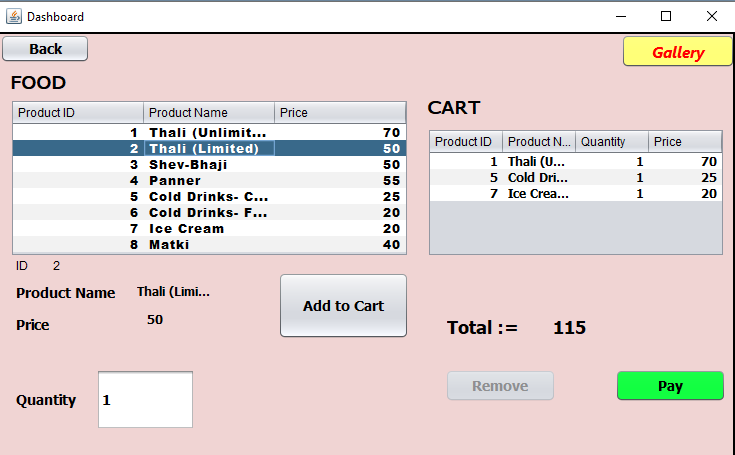 Dashboard
Back
Gallery
FOOD
Product ID Product Name Price
1 Thali (Unlimit... 70
2 Thali (Limited) 50
3 Shev-Bhaji 50
4 Panner 55
5 Cold Drinks- C... 25
6 Cold Drinks- F... 20
7 Ice Cream 20
8 Matki 40
ID 2
Product Name Thali (Limi...
Price 50
Add to Cart
Quantity 1
CART
Product ID Product N... Quantity Price
1 Thali (U... 1 70
5 Cold Dri... 1 25
7 Ice Crea... 1 20
Total := 115
Remove
Pay